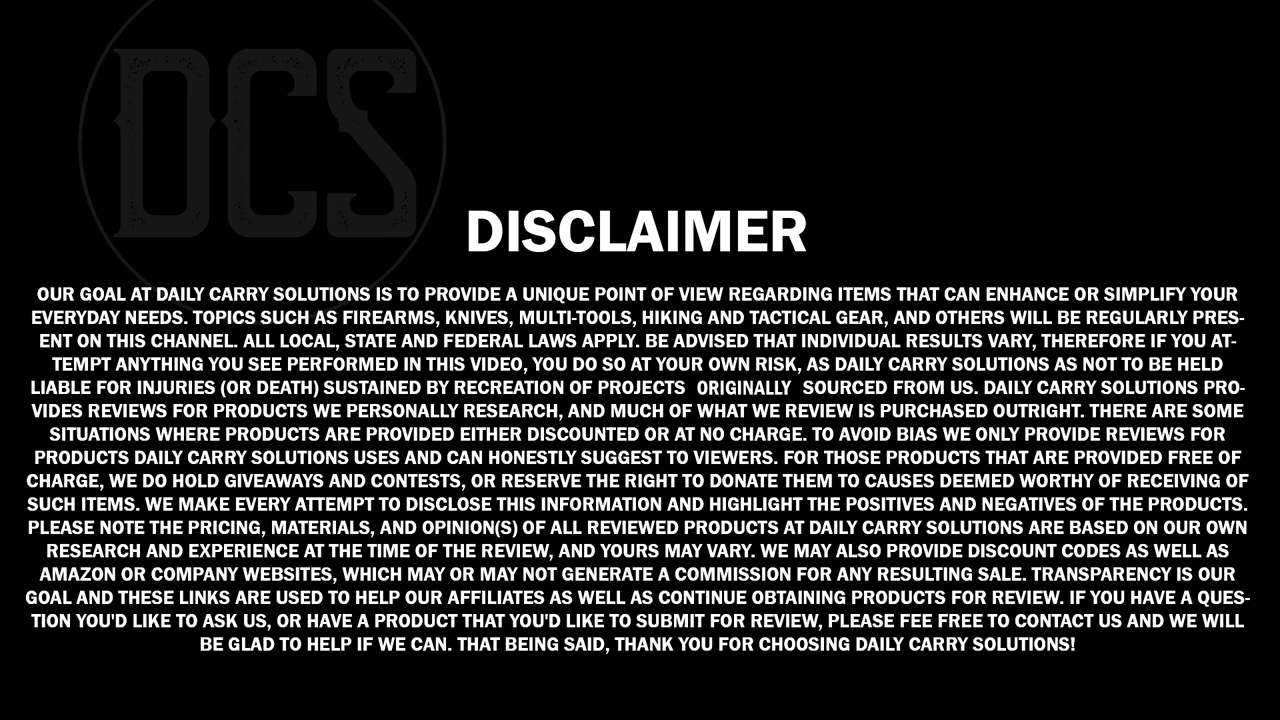 DCS
DISCLAIMER
OUR GOAL AT DAILY CARRY SOLUTIONS IS TO PROVIDE A UNIQUE POINT OF VIEW REGARDING ITEMS THAT CAN ENHANCE OR SIMPLIFY YOUR
EVERYDAY NEEDS. TOPICS SUCH AS FIREARMS, KNIVES, MULTI-TOOLS, HIKING AND TACTICAL GEAR, AND OTHERS WILL BE REGULARLY PRES-
ENT ON THIS CHANNEL. ALL LOCAL, STATE AND FEDERAL LAWS APPLY. BE ADVISED THAT INDIVIDUAL RESULTS VARY, THEREFORE IF YOU AT-
TEMPT ANYTHING YOU SEE PERFORMED IN THIS VIDEO, YOU DO SO AT YOUR OWN RISK, AS DAILY CARRY SOLUTIONS AS NOT TO BE HELD
LIABLE FOR INJURIES (OR DEATH) SUSTAINED BY RECREATION OF PROJECTS ORIGINALLY SOURCED FROM US. DAILY CARRY SOLUTIONS PRO-
VIDES REVIEWS FOR PRODUCTS WE PERSONALLY RESEARCH, AND MUCH OF WHAT WE REVIEW IS PURCHASED OUTRIGHT. THERE ARE SOME
SITUATIONS WHERE PRODUCTS ARE PROVIDED EITHER DISCOUNTED OR AT NO CHARGE. TO AVOID BIAS WE ONLY PROVIDE REVIEWS FOR
PRODUCTS DAILY CARRY SOLUTIONS USES AND CAN HONESTLY SUGGEST TO VIEWERS. FOR THOSE PRODUCTS THAT ARE PROVIDED FREE OF
CHARGE, WE DO HOLD GIVEAWAYS AND CONTESTS, OR RESERVE THE RIGHT TO DONATE THEM TO CAUSES DEEMED WORTHY OF RECEIVING OF
SUCH ITEMS. WE MAKE EVERY ATTEMPT TO DISCLOSE THIS INFORMATION AND HIGHLIGHT THE POSITIVES AND NEGATIVES OF THE PRODUCTS.
PLEASE NOTE THE PRICING, MATERIALS, AND OPINION(S) OF ALL REVIEWED PRODUCTS AT DAILY CARRY SOLUTIONS ARE BASED ON OUR OWN
RESEARCH AND EXPERIENCE AT THE TIME OF THE REVIEW, AND YOURS MAY VARY. WE MAY ALSO PROVIDE DISCOUNT CODES AS WELL AS
AMAZON OR COMPANY WEBSITES, WHICH MAY OR MAY NOT GENERATE A COMMISSION FOR ANY RESULTING SALE. TRANSPARENCY IS OUR
GOAL AND THESE LINKS ARE USED TO HELP OUR AFFILIATES AS WELL AS CONTINUE OBTAINING PRODUCTS FOR REVIEW. IF YOU HAVE A QUES-
TION YOU'D LIKE TO ASK US, OR HAVE A PRODUCT THAT YOU'D LIKE TO SUBMIT FOR REVIEW, PLEASE FEE FREE TO CONTACT US AND WE WILL
BE GLAD TO HELP IF WE CAN. THAT BEING SAID, THANK YOU FOR CHOOSING DAILY CARRY SOLUTIONS!